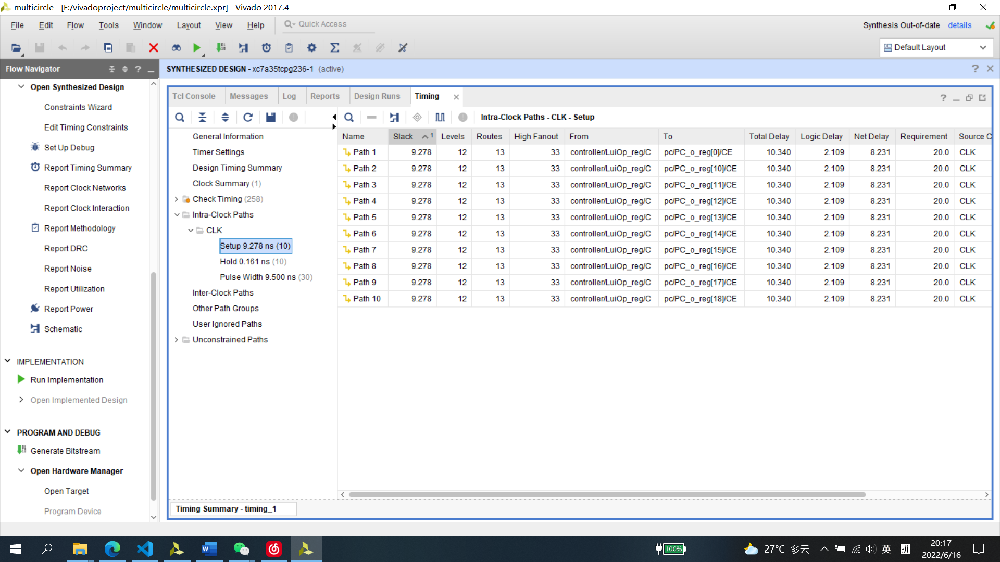 multicircle - [E:/vivadoproject/multicircle/multicircle.xpr] - Vivado 2017.4
File Edit Flow Tools Window Layout View Help Quick Access
Synthesis Out-of-date details
Default Layout
Flow Navigator
SYNTHESIZED DESIGN - xc7a35tcpg236-1 (active)
Open Synthesized Design
Constraints Wizard
Edit Timing Constraints
Set Up Debug
Report Timing Summary
Report Clock Networks
Report Clock Interaction
Report Methodology
Report DRC
Report Noise
Report Utilization
Report Power
Schematic
IMPLEMENTATION
Run Implementation
Open Implemented Design
PROGRAM AND DEBUG
Generate Bitstream
Open Hardware Manager
Open Target
Program Device
Tcl Console Messages Log Reports Design Runs Timing
General Information
Timer Settings
Design Timing Summary
Clock Summary (1)
Check Timing (258)
Intra-Clock Paths
CLK
Setup 9.278 ns (10)
Hold 0.161 ns (10)
Pulse Width 9.500 ns (30)
Inter-Clock Paths
Other Path Groups
User Ignored Paths
Unconstrained Paths
Intra-Clock Paths - CLK - Setup
Name Slack 1 Levels Routes High Fanout From To Total Delay Logic Delay Net Delay Requirement Source C
Path 1 9.278 12 13 33 controller/LuiOp_reg/C pc/PC_o_reg[0]/CE 10.340 2.109 8.231 20.0 CLK
Path 2 9.278 12 13 33 controller/LuiOp_reg/C pc/PC_o_reg[10]/CE 10.340 2.109 8.231 20.0 CLK
Path 3 9.278 12 13 33 controller/LuiOp_reg/C pc/PC_o_reg[11]/CE 10.340 2.109 8.231 20.0 CLK
Path 4 9.278 12 13 33 controller/LuiOp_reg/C pc/PC_o_reg[12]/CE 10.340 2.109 8.231 20.0 CLK
Path 5 9.278 12 13 33 controller/LuiOp_reg/C pc/PC_o_reg[13]/CE 10.340 2.109 8.231 20.0 CLK
Path 6 9.278 12 13 33 controller/LuiOp_reg/C pc/PC_o_reg[14]/CE 10.340 2.109 8.231 20.0 CLK
Path 7 9.278 12 13 33 controller/LuiOp_reg/C pc/PC_o_reg[15]/CE 10.340 2.109 8.231 20.0 CLK
Path 8 9.278 12 13 33 controller/LuiOp_reg/C pc/PC_o_reg[16]/CE 10.340 2.109 8.231 20.0 CLK
Path 9 9.278 12 13 33 controller/LuiOp_reg/C pc/PC_o_reg[17]/CE 10.340 2.109 8.231 20.0 CLK
Path 10 9.278 12 13 33 controller/LuiOp_reg/C pc/PC_o_reg[18]/CE 10.340 2.109 8.231 20.0 CLK
Timing Summary - timing_1
100%
27°C 多云
英 拼
20:17
2022/6/16